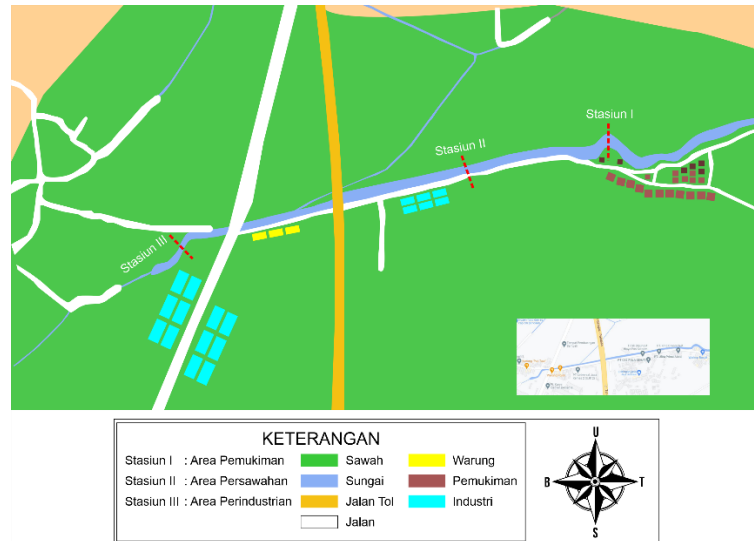 Stasiun I
Stasiun II
Stasiun III
KETERANGAN
Stasiun I : Area Pemukiman
Stasiun II : Area Persawahan
Stasiun III : Area Perindustrian
Sawah
Sungai
Jalan Tol
Jalan
Warung
Pemukiman
Industri
U
B
T
S